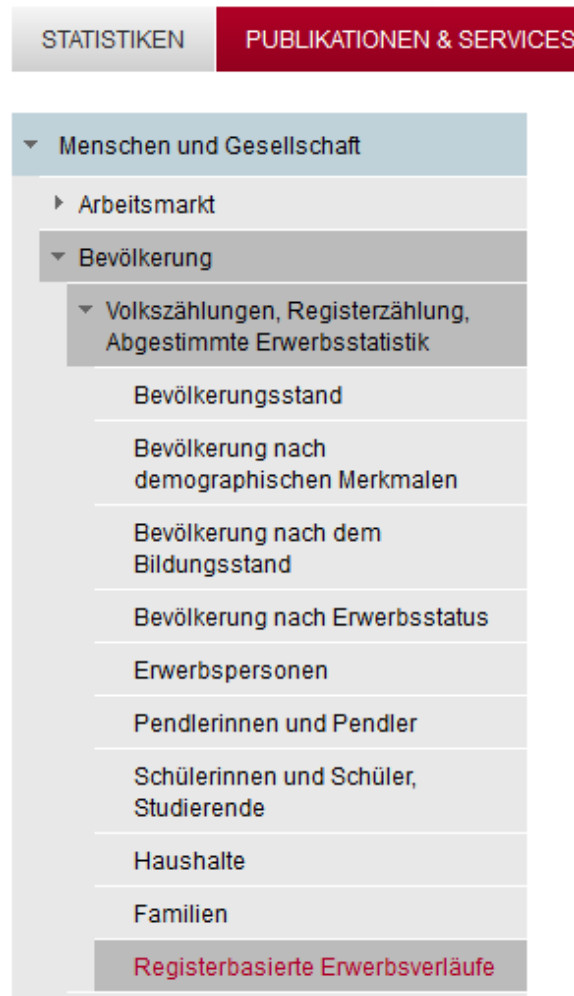 STATISTIKEN PUBLIKATIONEN & SERVICES
Menschen und Gesellschaft
Arbeitsmarkt
Bevölkerung
Volkszählungen, Registerzählung,
Abgestimmte Erwerbsstatistik
Bevölkerungsstand
Bevölkerung nach
demographischen Merkmalen
Bevölkerung nach dem
Bildungsstand
Bevölkerung nach Erwerbsstatus
Erwerbspersonen
Pendlerinnen und Pendler
Schülerinnen und Schüler,
Studierende
Haushalte
Familien
Registerbasierte Erwerbsverläufe